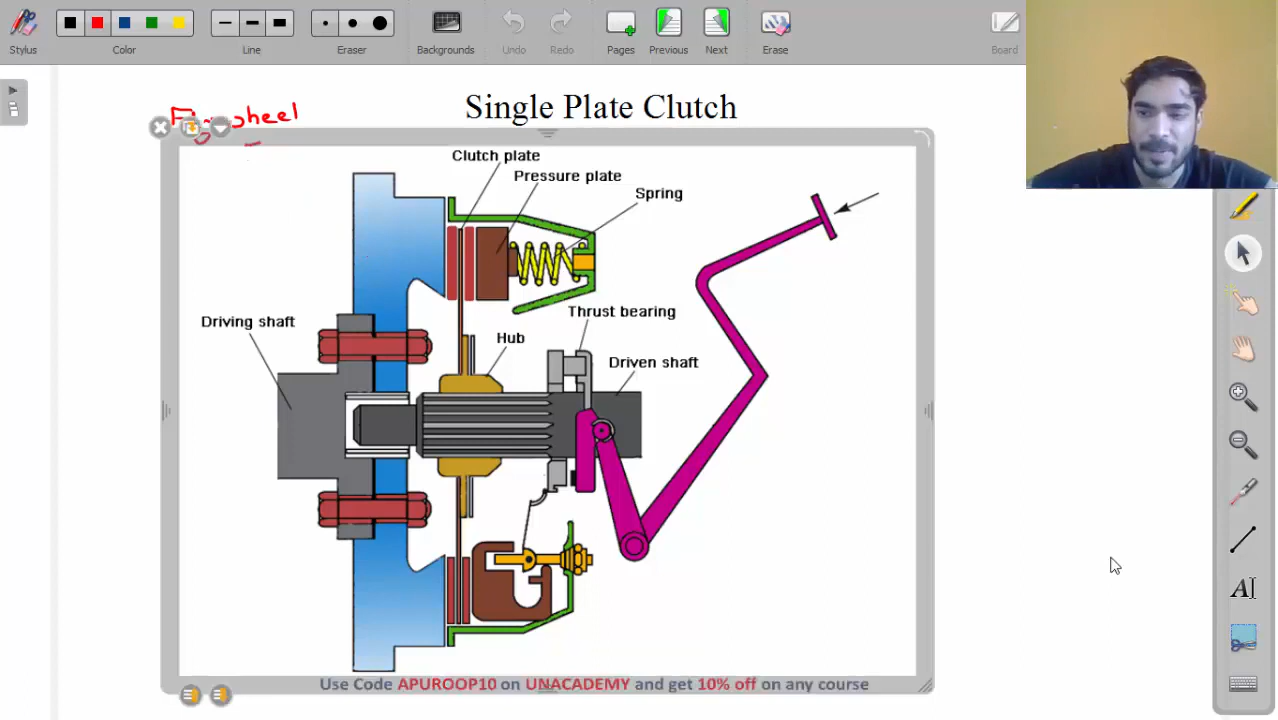 Stylus
Color
Line
Eraser
Backgrounds
Undo
Redo
Pages
Previous
Next
Erase
Board
Flywheel
Single Plate Clutch
Clutch plate
Pressure plate
Spring
Thrust bearing
Driving shaft
Hub
Driven shaft
Use Code APUROOP10 on UNACADEMY and get 10% off on any course